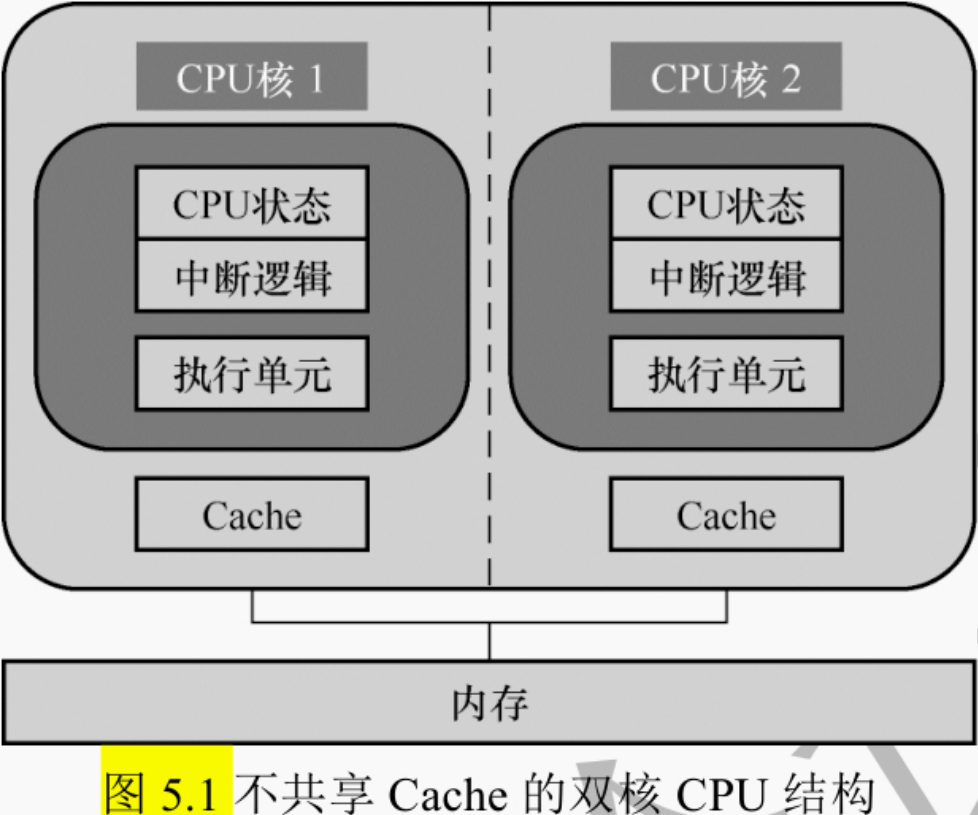 CPU核 1
CPU核 2
CPU状态
CPU状态
中断逻辑
中断逻辑
执行单元
执行单元
Cache
Cache
内存
图 5.1 不共享 Cache 的双核 CPU 结构